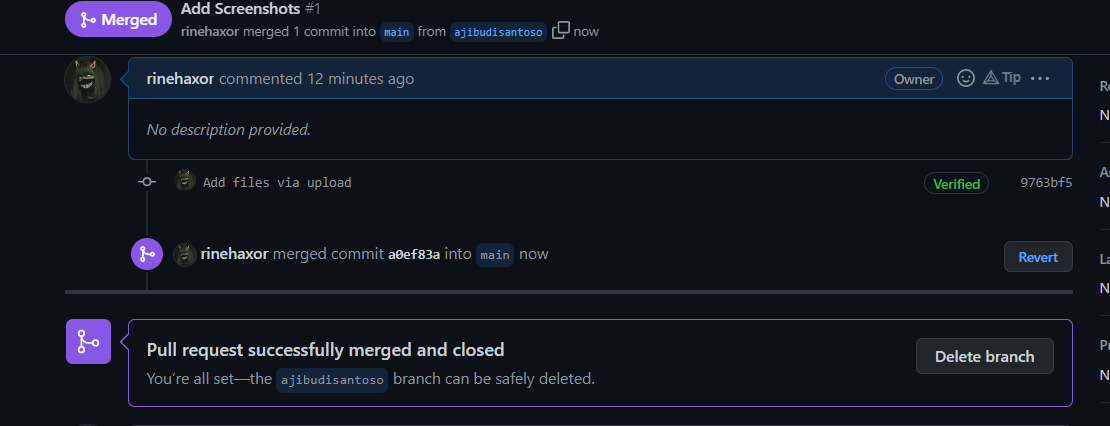 Merged
Add Screenshots #1
rinehaxor merged 1 commit into main from ajibudisantoso now
rinehaxor commented 12 minutes ago
Owner
Tip
No description provided.
Add files via upload
Verified
9763bf5
rinehaxor merged commit a0ef83a into main now
Revert
Pull request successfully merged and closed
You're all set—the ajibudisantoso branch can be safely deleted.
Delete branch